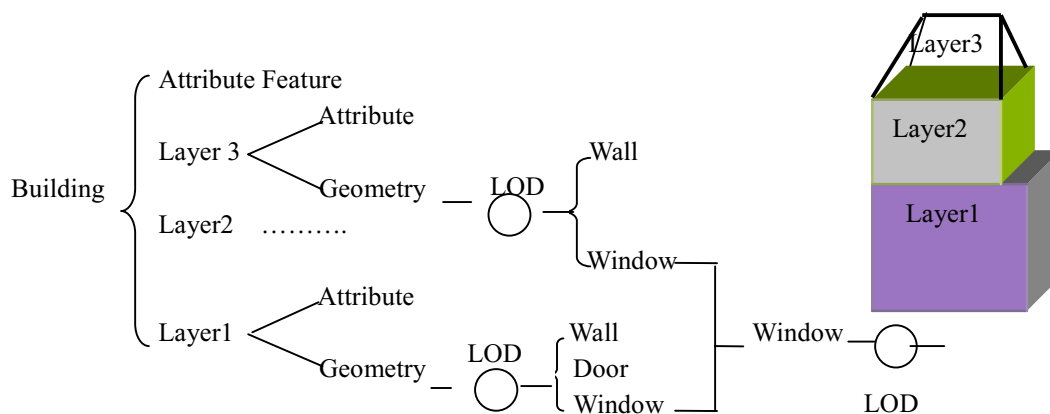 Layer3
Attribute Feature
Attribute
Layer2
Layer 3
Wall
Building
Geometry
LOD
Layer1
Layer2 ……….
Window
Attribute
Layer1
Wall
Window
LOD
Geometry
Door
Window
LOD